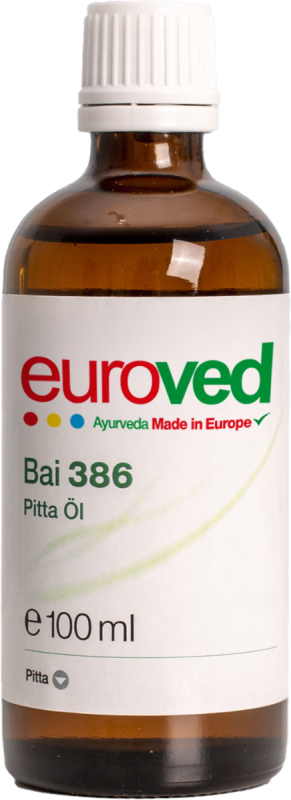 euroved
Ayurveda Made in Europe
Bai 386
Pitta Öl
℮ 100 ml
Pitta